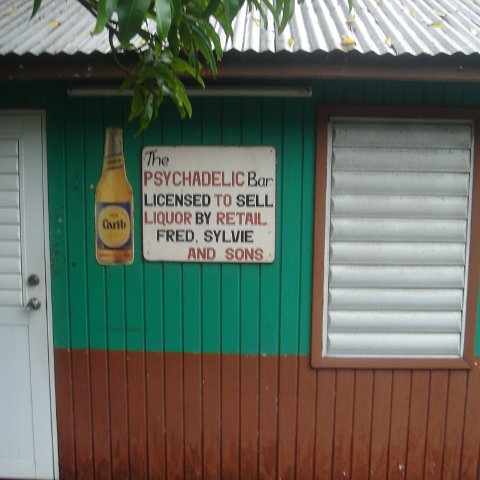 The
PSYCHADELIC Bar
LICENSED TO SELL
LIQUOR BY RETAIL.
FRED, SYLVIE
AND SONS
Carib